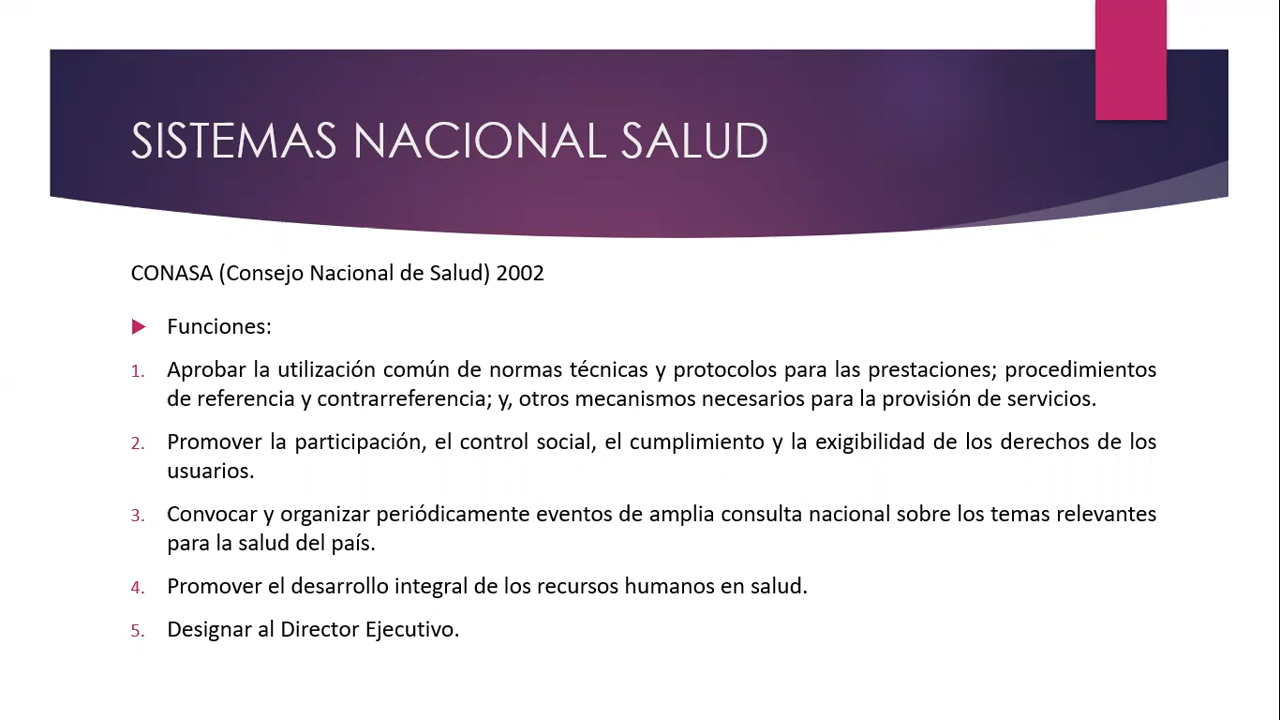 SISTEMAS NACIONAL SALUD
CONASA (Consejo Nacional de Salud) 2002
Funciones:
1. Aprobar la utilización común de normas técnicas y protocolos para las prestaciones; procedimientos
de referencia y contrarreferencia; y, otros mecanismos necesarios para la provisión de servicios.
2. Promover la participación, el control social, el cumplimiento y la exigibilidad de los derechos de los
usuarios.
3. Convocar y organizar periódicamente eventos de amplia consulta nacional sobre los temas relevantes
para la salud del país.
4. Promover el desarrollo integral de los recursos humanos en salud.
5. Designar al Director Ejecutivo.